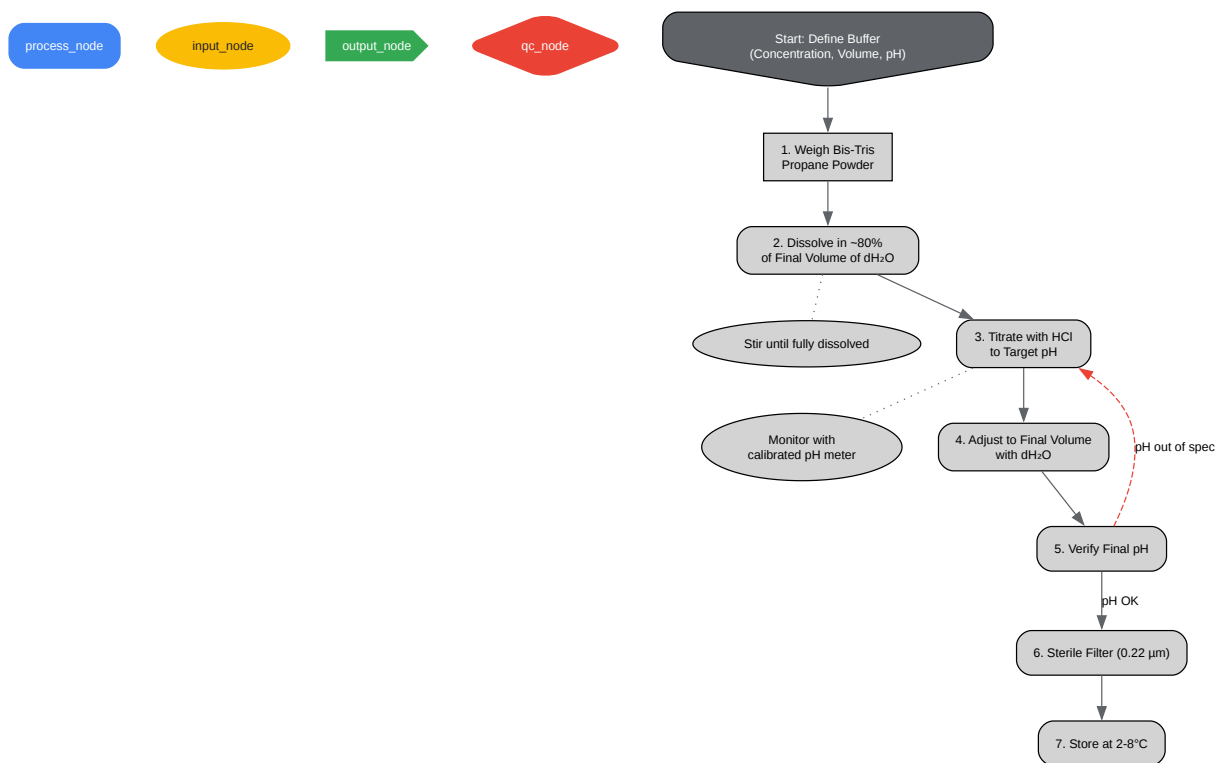 process_node
input_node
output_node
qc_node
Start: Define Buffer
(Concentration, Volume, pH)
1. Weigh Bis-Tris
Propane Powder
2. Dissolve in ~80%
of Final Volume of dH₂O
Stir until fully dissolved
3. Titrate with HCl
to Target pH
Monitor with
calibrated pH meter
4. Adjust to Final Volume
with dH₂O
pH out of spec
5. Verify Final pH
pH OK
6. Sterile Filter (0.22 µm)
7. Store at 2-8°C